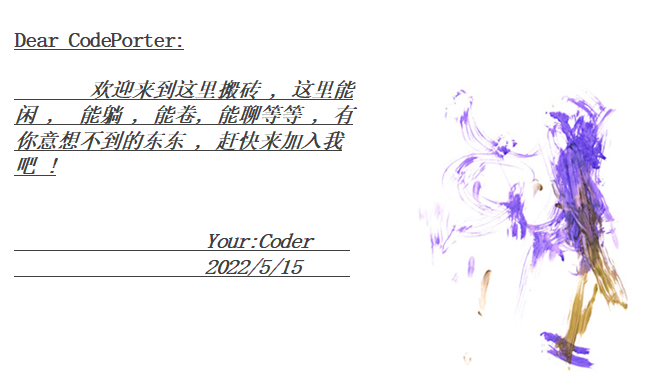 Dear CodePorter:
欢迎来到这里搬砖 , 这里能
闲 , 能躺 , 能卷, 能聊等等 , 有
你意想不到的东东 , 赶快来加入我
吧 !
Your:Coder
2022/5/15